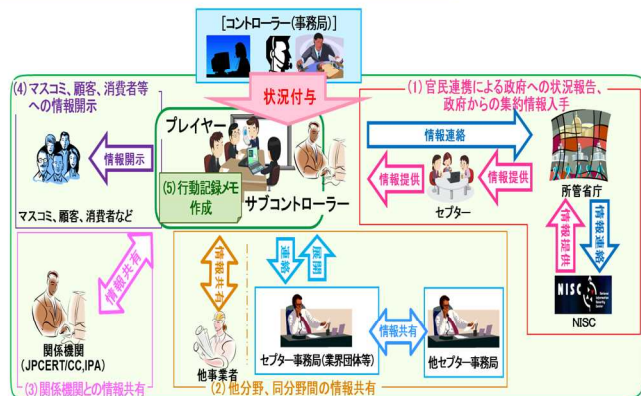 [コントローラー(事務局)]
状況付与
(4) マスコミ、顧客、消費者等
への情報開示
情報開示
マスコミ、顧客、消費者など
プレイヤー
(5) 行動記録メモ
作成
サブコントローラー
(1) 官民連携による政府への状況報告、
政府からの集約情報入手
情報連絡
情報提供
情報提供
セプター
所管省庁
情報提供
情報連絡
NISC
NISC
情報共有
関係機関
(JPCERT/CC,IPA)
(3) 関係機関との情報共有
情報共有
他事業者
連絡
展開
セプター事務局(業界団体等)
情報共有
他セプター事務局
(2) 他分野、同分野間の情報共有